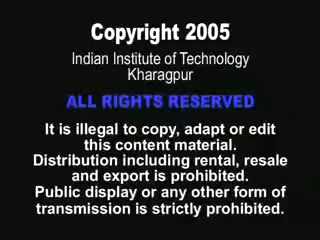 Copyright 2005
Indian Institute of Technology
Kharagpur
ALL RIGHTS RESERVED
It is illegal to copy, adapt or edit
this content material.
Distribution including rental, resale
and export is prohibited.
Public display or any other form of
transmission is strictly prohibited.